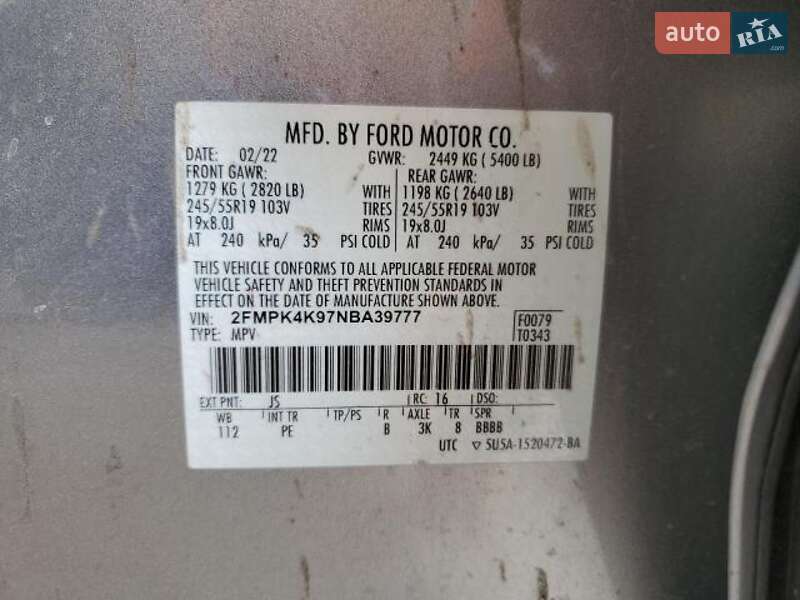 auto RIA.com
MFD. BY FORD MOTOR CO.
DATE: 02/22 GVWR: 2449 KG ( 5400 LB)
FRONT GAWR: REAR GAWR:
1279 KG ( 2820 LB) WITH 1198 KG ( 2640 LB) WITH
245/55R19 103V TIRES 245/55R19 103V TIRES
19x8.0J RIMS 19x8.0J RIMS
AT 240 kPa/ 35 PSI COLD AT 240 kPa/ 35 PSI COLD
THIS VEHICLE CONFORMS TO ALL APPLICABLE FEDERAL MOTOR
VEHICLE SAFETY AND THEFT PREVENTION STANDARDS IN
EFFECT ON THE DATE OF MANUFACTURE SHOWN ABOVE.
VIN: 2FMPK4K97NBA39777 F0079
TYPE: MPV T0343
EXT PNT: JS RC: 16 DSO:
WB INT TR TP/PS R AXLE TR SPR
112 PE B 3K 8 BBBB
UTC ▽ 5U5A-1520472-BA